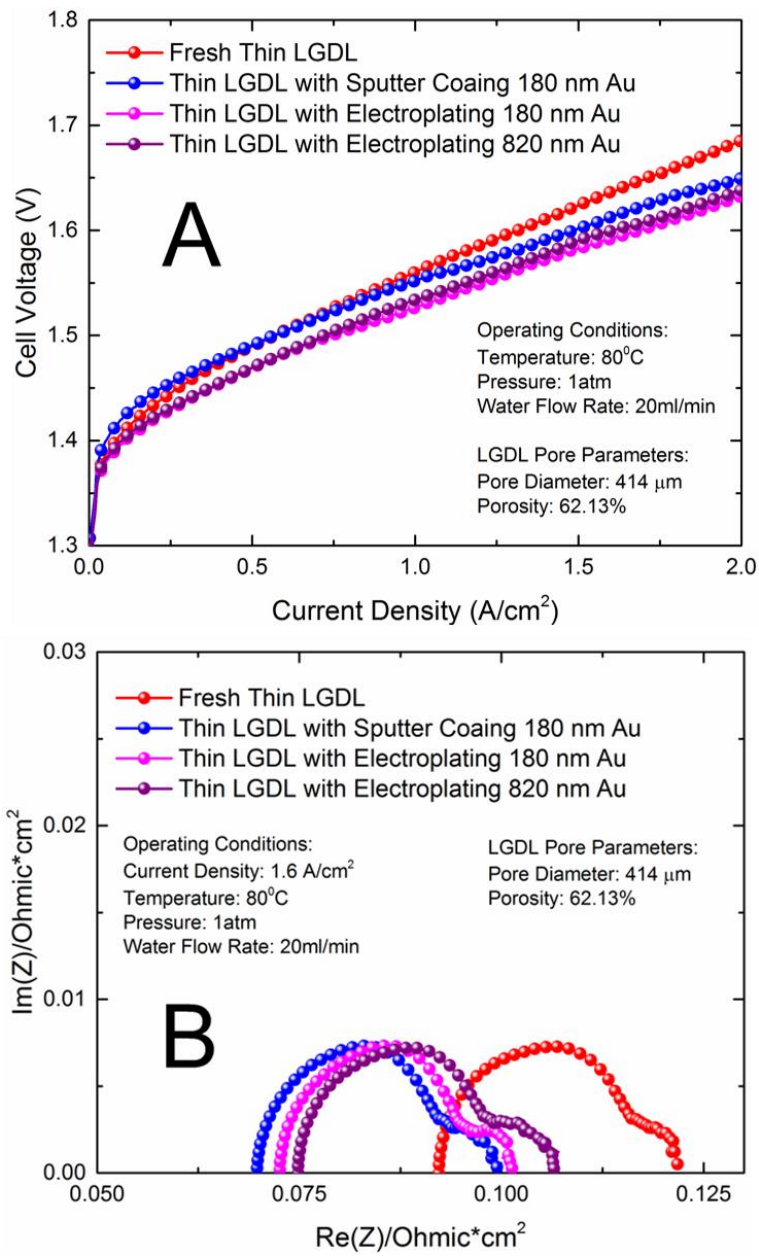 1.8
Fresh Thin LGDL
Thin LGDL with Sputter Coaing 180 nm Au
Thin LGDL with Electroplating 180 nm Au
Thin LGDL with Electroplating 820 nm Au
1.7
A
1.6
Cell Voltage (V)
1.5
Operating Conditions:
Temperature: 80⁰C
Pressure: 1atm
Water Flow Rate: 20ml/min
1.4
LGDL Pore Parameters:
Pore Diameter: 414 μm
Porosity: 62.13%
1.3
0.0 0.5 1.0 1.5 2.0
Current Density (A/cm²)
0.03
Fresh Thin LGDL
Thin LGDL with Sputter Coaing 180 nm Au
Thin LGDL with Electroplating 180 nm Au
Thin LGDL with Electroplating 820 nm Au
0.02
Im(Z)/Ohmic*cm²
Operating Conditions:
Current Density: 1.6 A/cm²
Temperature: 80⁰C
Pressure: 1atm
Water Flow Rate: 20ml/min
LGDL Pore Parameters:
Pore Diameter: 414 μm
Porosity: 62.13%
0.01
B
0.00
0.050 0.075 0.100 0.125
Re(Z)/Ohmic*cm²